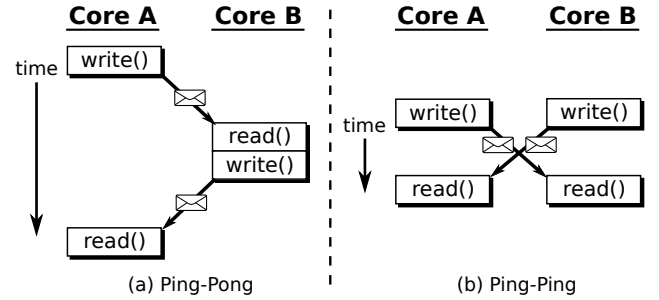 Core A
Core B
time
write()
read()
write()
read()
(a) Ping-Pong
Core A
Core B
time
write()
write()
read()
read()
(b) Ping-Ping